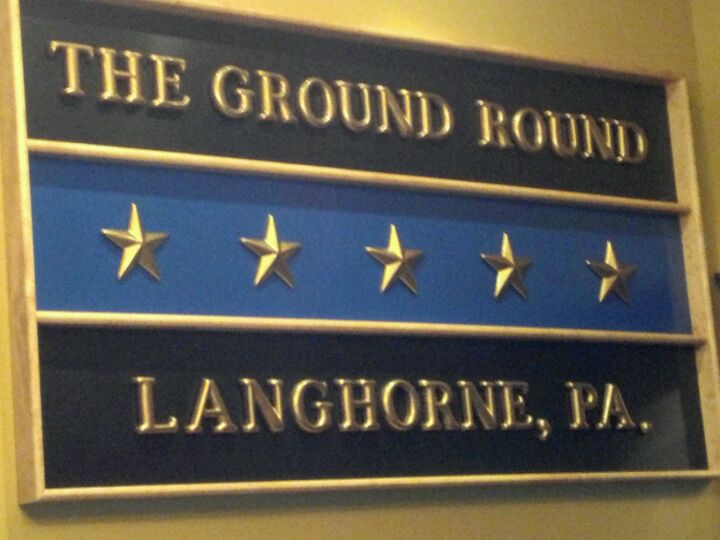 THE GROUND ROUND
LANGHORNE, PA.